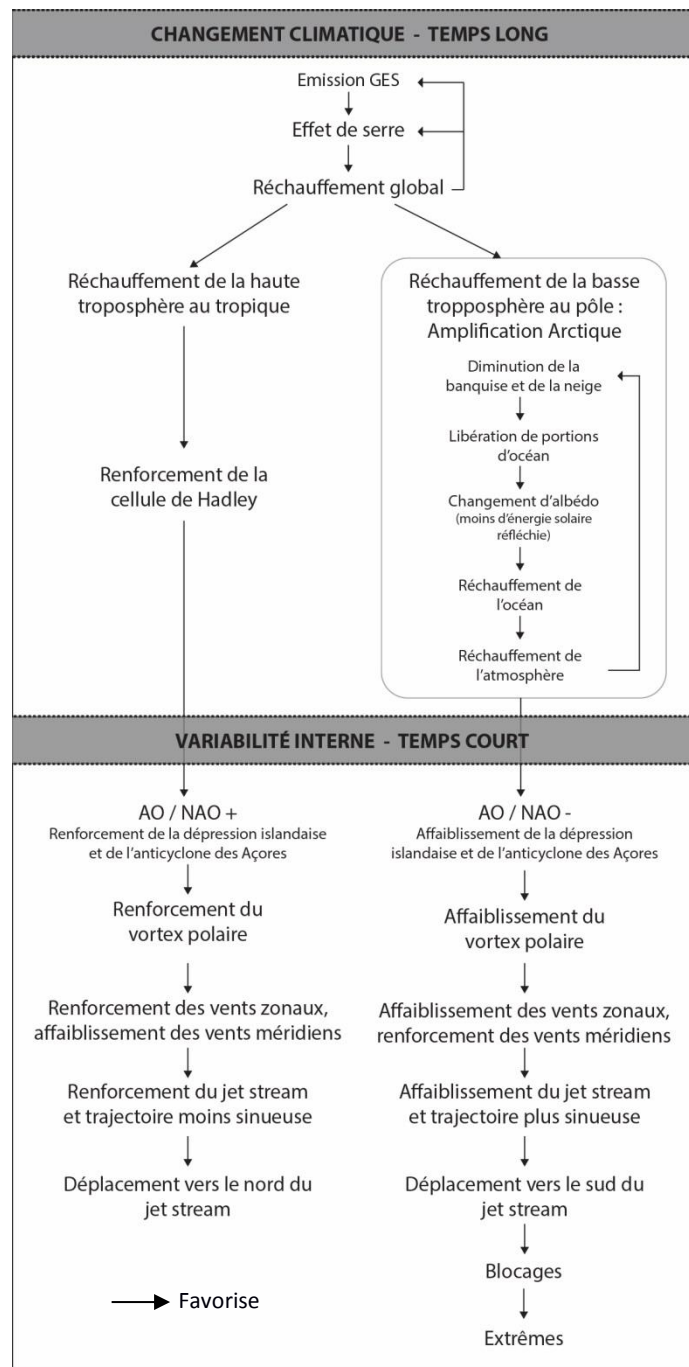 CHANGEMENT CLIMATIQUE - TEMPS LONG
Emission GES
Effet de serre
Réchauffement global
Réchauffement de la haute
troposphère au tropique
Renforcement de la
cellule de Hadley
Réchauffement de la basse
tropposphère au pôle :
Amplification Arctique
Diminution de la
banquise et de la neige
Libération de portions
d'océan
Changement d'albédo
(moins d'énergie solaire
réfléchie)
Réchauffement de
l'océan
Réchauffement de
l'atmosphère
VARIABILITÉ INTERNE - TEMPS COURT
AO / NAO +
Renforcement de la dépression islandaise
et de l'anticyclone des Açores
Renforcement du
vortex polaire
Renforcement des vents zonaux,
affaiblissement des vents méridiens
Renforcement du jet stream
et trajectoire moins sinueuse
Déplacement vers le nord du
jet stream
AO / NAO -
Affaiblissement de la dépression
islandaise et de l'anticyclone des Açores
Affaiblissement du
vortex polaire
Affaiblissement des vents zonaux,
renforcement des vents méridiens
Affaiblissement du jet stream
et trajectoire plus sinueuse
Déplacement vers le sud du
jet stream
Blocages
Extrêmes
Favorise